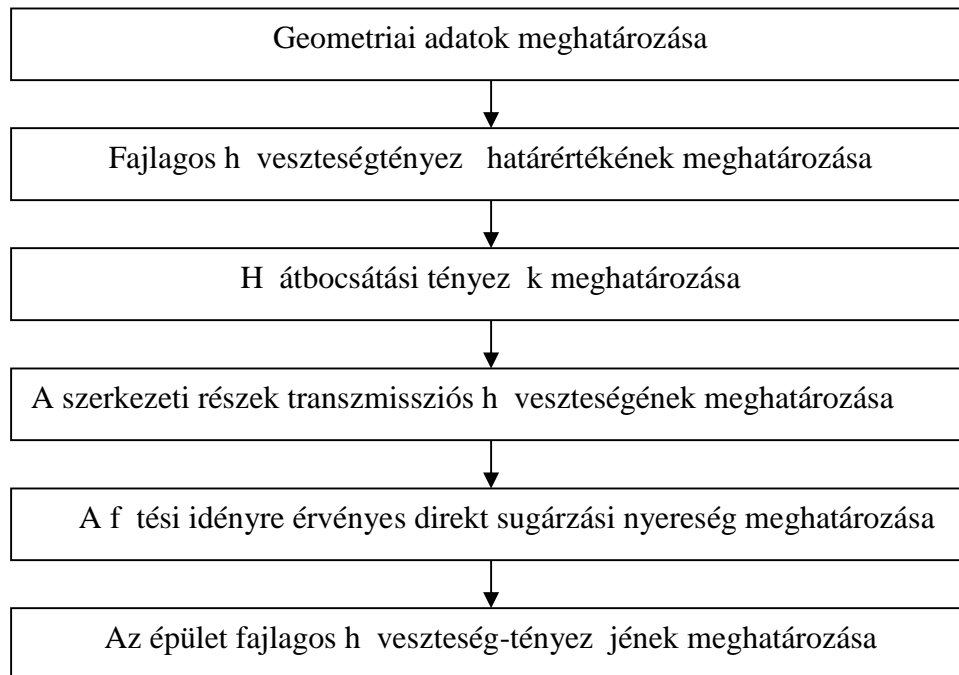 Geometriai adatok meghatározása
Fajlagos h veszteségtényez határértékének meghatározása
H átbocsátási tényez k meghatározása
A szerkezeti részek transzmissziós h veszteségének meghatározása
A f tési idényre érvényes direkt sugárzási nyereség meghatározása
Az épület fajlagos h veszteség-tényez jének meghatározása